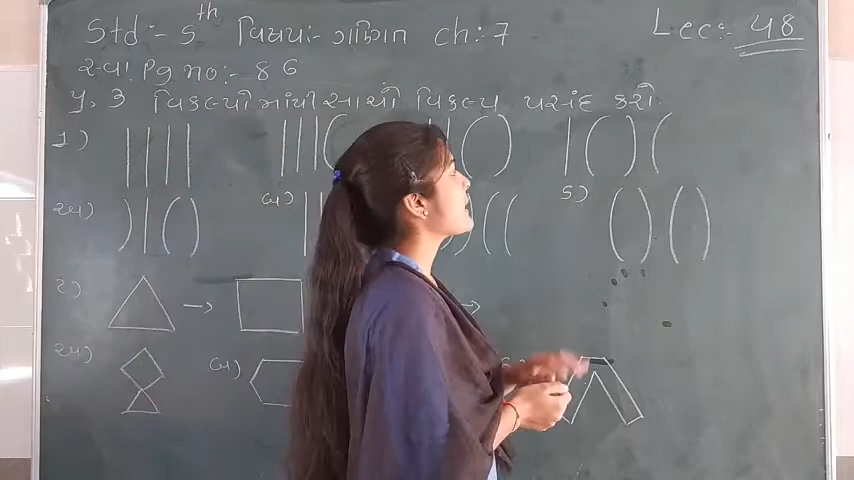 Std :- 5th વિષય:- ગણિત ch: 7 Lec:- 48
સ્વા. Pg no:- 86
પ્ર. 3 વિકલ્પોમાંથી સાચો વિકલ્પ પસંદ કરો
1)
અ) બ) ડ)
2)
અ) બ)